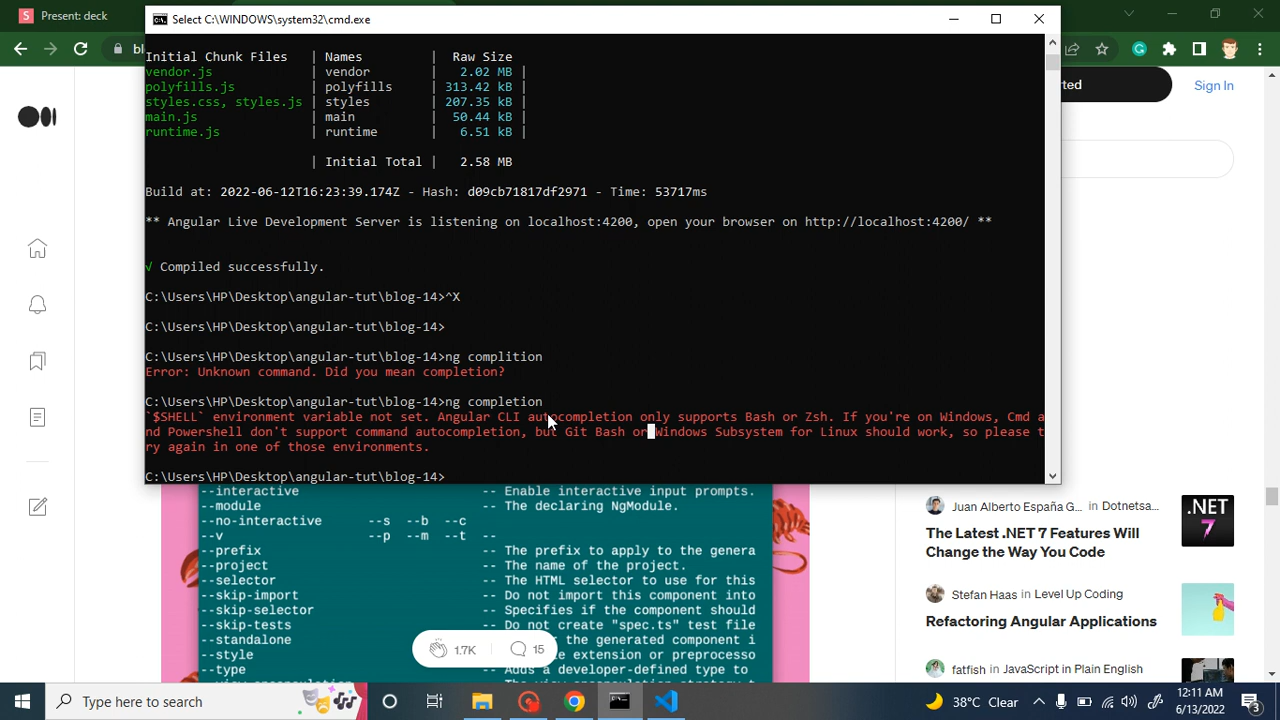 Present: deck
Select C:\WINDOWS\system32\cmd.exe
Initial Chunk Files | Names | Raw Size
vendor.js | vendor | 2.02 MB |
polyfills.js | polyfills | 313.42 kB |
styles.css, styles.js | styles | 207.35 kB |
main.js | main | 50.44 kB |
runtime.js | runtime | 6.51 kB |
| Initial Total | 2.58 MB
Build at: 2022-06-12T16:23:39.174Z - Hash: d09cb71817df2971 - Time: 53717ms
** Angular Live Development Server is listening on localhost:4200, open your browser on http://localhost:4200/ **
√ Compiled successfully.
C:\Users\HP\Desktop\angular-tut\blog-14>^X
C:\Users\HP\Desktop\angular-tut\blog-14>
C:\Users\HP\Desktop\angular-tut\blog-14>ng complition
Error: Unknown command. Did you mean completion?
C:\Users\HP\Desktop\angular-tut\blog-14>ng completion
`$SHELL` environment variable not set. Angular CLI autocompletion only supports Bash or Zsh. If you're on Windows, Cmd a
nd Powershell don't support command autocompletion, but Git Bash or Windows Subsystem for Linux should work, so please t
ry again in one of those environments.
C:\Users\HP\Desktop\angular-tut\blog-14>
Sign In
--interactive -- Enable interactive input prompts.
--module -- The declaring NgModule.
--no-interactive --s --b --c
--v --p --m --t --
--prefix -- The prefix to apply to the genera
--project -- The name of the project.
--selector -- The HTML selector to use for this
--skip-import -- Do not import this component into
--skip-selector -- Specifies if the component should
--skip-tests -- Do not create "spec.ts" test file
--standalone the generated component i
--style extension or preprocesso
--type -- Adds a developer-defined type to
1.7K 15
Juan Alberto España G... in Dotnetsa...
The Latest .NET 7 Features Will
Change the Way You Code
.NET
7
Stefan Haas in Level Up Coding
Refactoring Angular Applications
fatfish in JavaScript in Plain English
Type here to search
38°C Clear
12:11 AM
6/13/2022
3